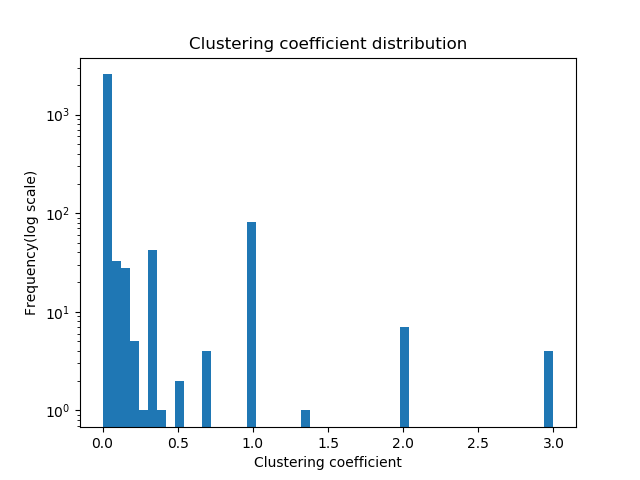 Clustering coefficient distribution
Frequency(log scale)
10³
10²
10¹
10⁰
0.0 0.5 1.0 1.5 2.0 2.5 3.0
Clustering coefficient